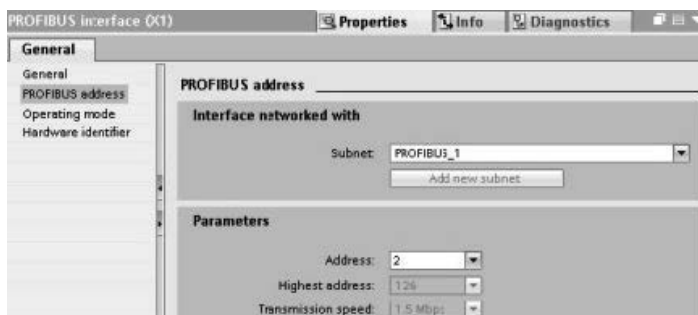 PROFIBUS interface (X1)
Properties Info Diagnostics
General
General
PROFIBUS address
Operating mode
Hardware identifier
PROFIBUS address
Interface networked with
Subnet: PROFIBUS_1
Add new subnet
Parameters
Address: 2
Highest address: 126
Transmission speed: 1.5 Mbps